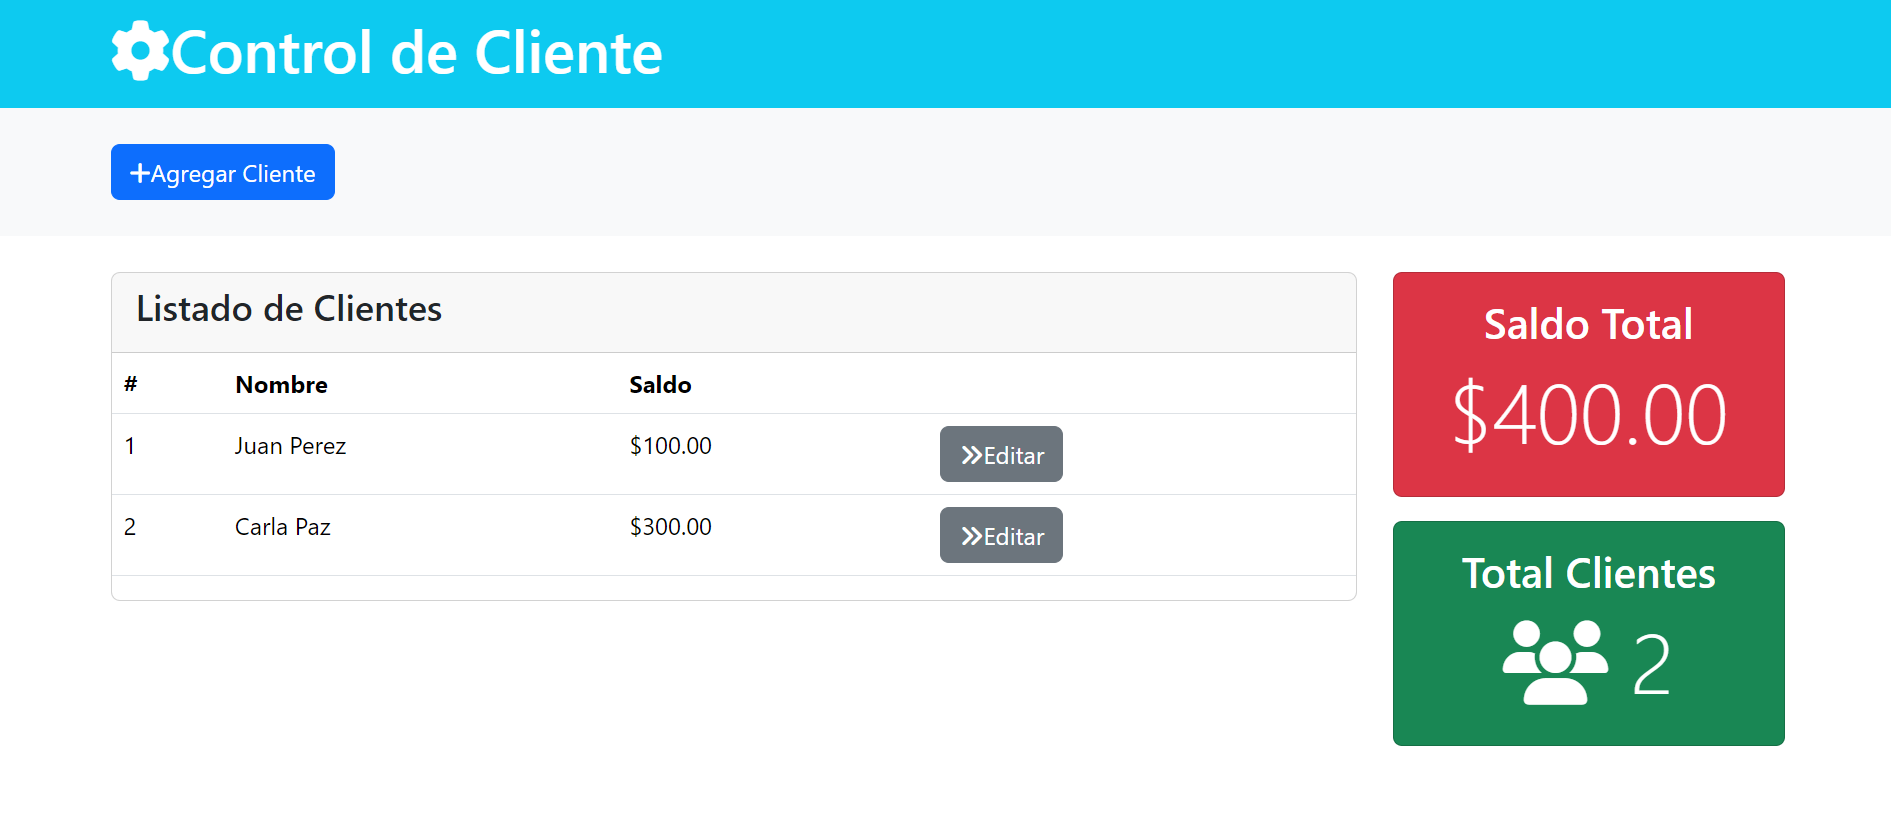 Control de Cliente
Agregar Cliente
Listado de Clientes
# Nombre Saldo
1 Juan Perez $100.00 Editar
2 Carla Paz $300.00 Editar
Saldo Total
$400.00
Total Clientes
2